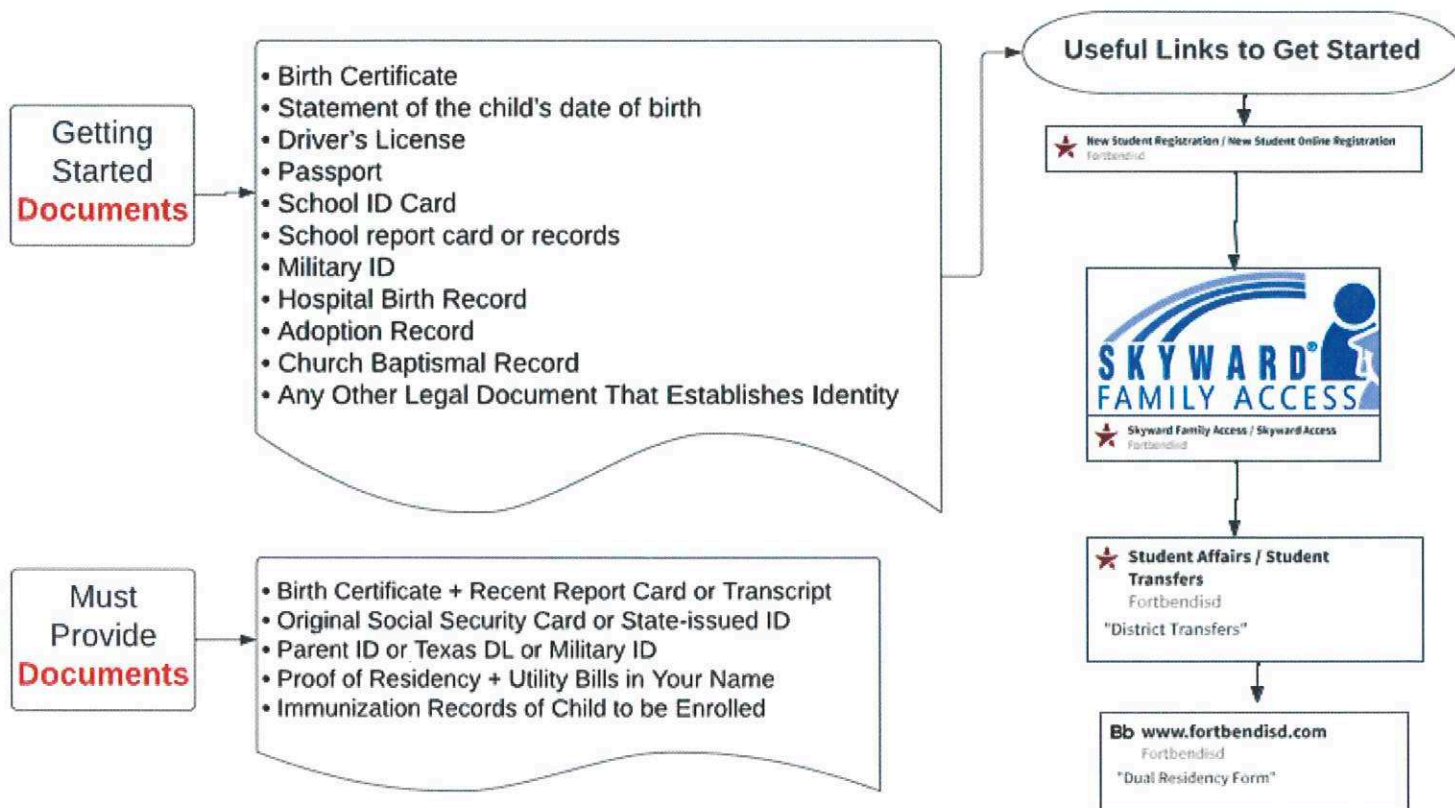 Getting
Started
Documents
• Birth Certificate
• Statement of the child's date of birth
• Driver's License
• Passport
• School ID Card
• School report card or records
• Military ID
• Hospital Birth Record
• Adoption Record
• Church Baptismal Record
• Any Other Legal Document That Establishes Identity
Must
Provide
Documents
• Birth Certificate + Recent Report Card or Transcript
• Original Social Security Card or State-issued ID
• Parent ID or Texas DL or Military ID
• Proof of Residency + Utility Bills in Your Name
• Immunization Records of Child to be Enrolled
Useful Links to Get Started
New Student Registration / New Student Online Registration
Fortbendisd
SKYWARD®
FAMILY ACCESS
Skyward Family Access / Skyward Access
Fortbendisd
Student Affairs / Student
Transfers
Fortbendisd
"District Transfers"
Bb www.fortbendisd.com
Fortbendisd
"Dual Residency Form"